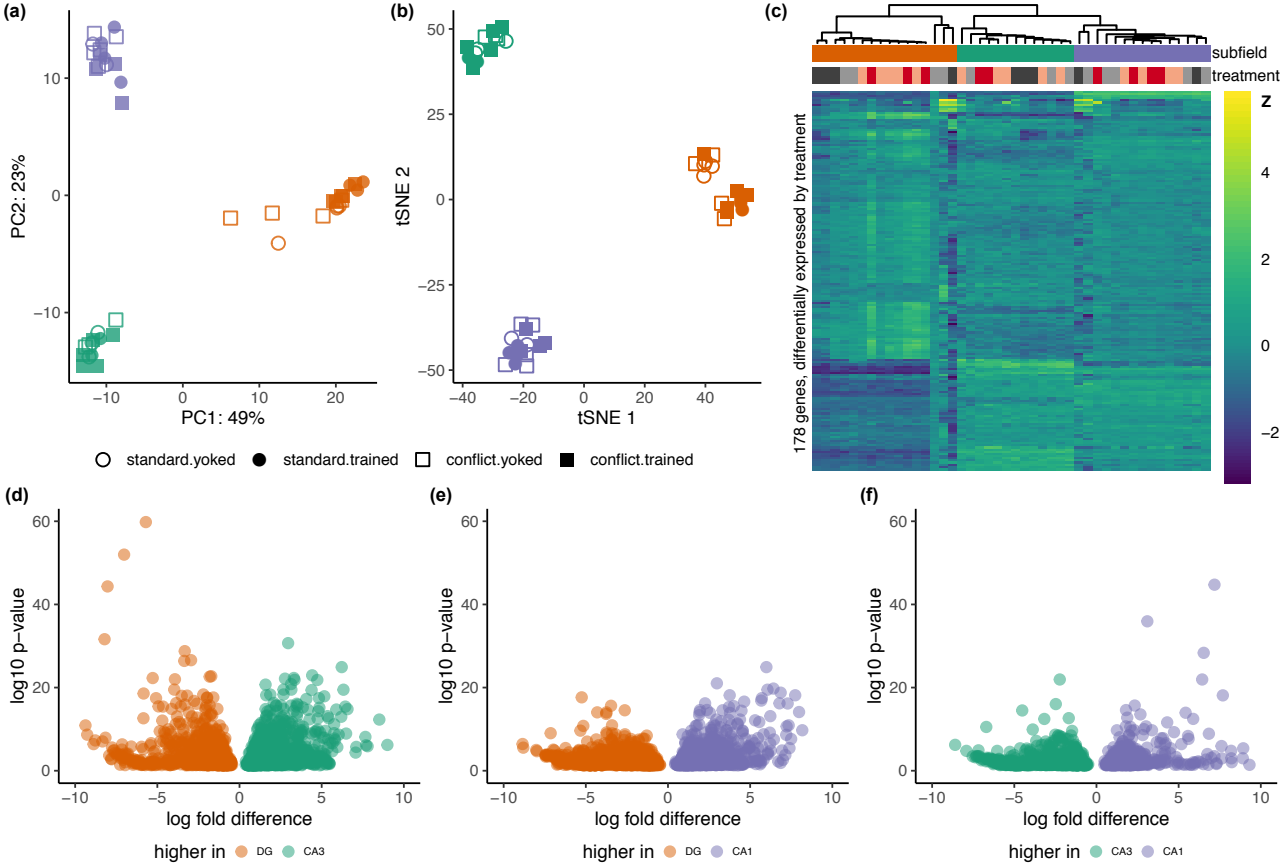 (a)
PC2: 23%
10
0
−10
−10
0
10
20
PC1: 49%
(b)
tSNE 2
50
25
0
−25
−50
−40
−20
0
20
40
tSNE 1
standard.yoked
standard.trained
conflict.yoked
conflict.trained
(c)
subfield
treatment
178 genes, differentially expressed by treatment
z
4
2
0
−2
(d)
log10 p−value
60
40
20
0
−10
−5
0
5
10
log fold difference
higher in DG CA3
(e)
log10 p−value
60
40
20
0
−10
−5
0
5
10
log fold difference
higher in DG CA1
(f)
log10 p−value
60
40
20
0
−10
−5
0
5
10
log fold difference
higher in CA3 CA1